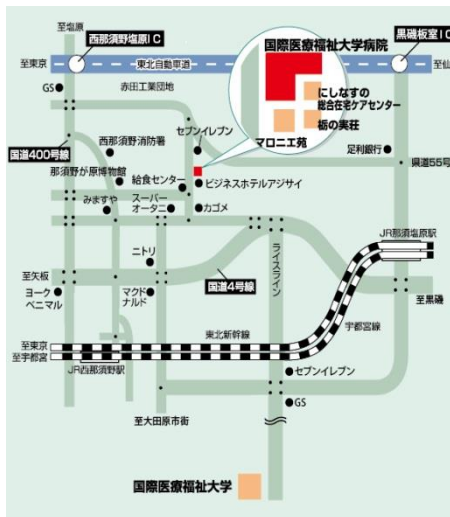 至塩原
西那須野塩原IC
黒磯板室IC
国際医療福祉大学病院
至東京
東北自動車道
至仙
GS
赤田工業団地
にしなすの
総合在宅ケアセンター
栃の実荘
マロニエ苑
セブンイレブン
西那須野消防署
国道400号線
足利銀行
県道55号
那須野が原博物館
給食センター
ビジネスホテルアジサイ
みますや
スーパー
オータニ
カゴメ
JR那須塩原駅
ニトリ
ライスライン
至矢板
国道4号線
ヨーク
ベニマル
マクド
ナルド
至黒磯
宇都宮線
東北新幹線
至東京
至宇都宮
JR西那須野駅
セブンイレブン
至大田原市街
GS
国際医療福祉大学